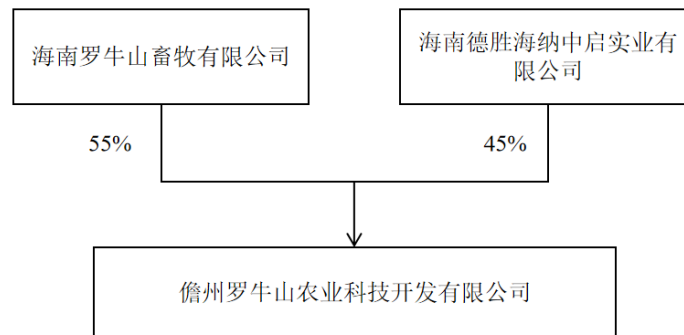 海南罗牛山畜牧有限公司
海南德胜海纳中启实业有
限公司
55%
45%
儋州罗牛山农业科技开发有限公司